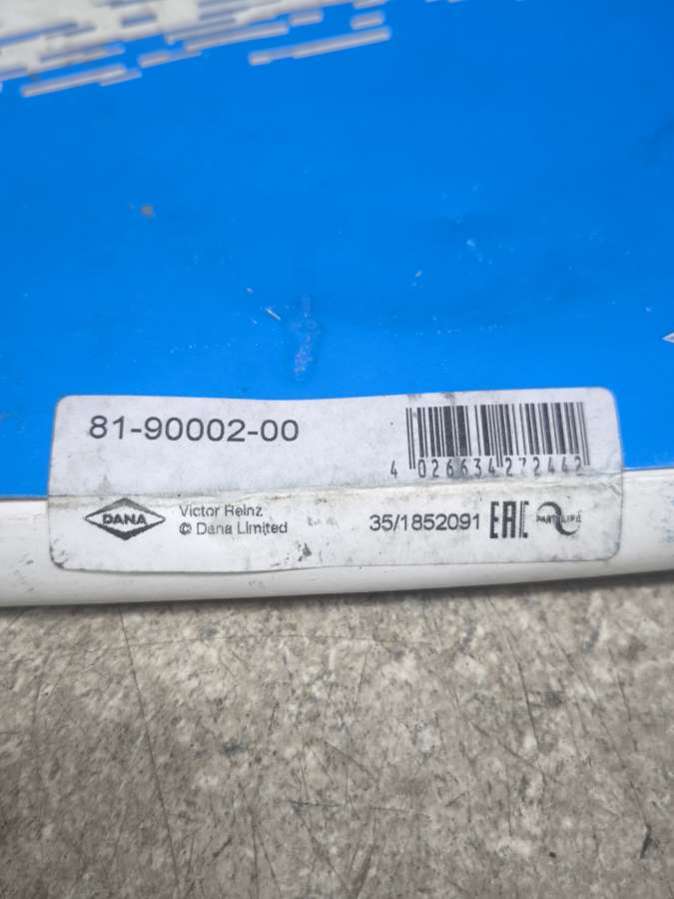 81-90002-00
4 026634 272442
DANA
Victor Reinz
© Dana Limited
35/1852091
EAC